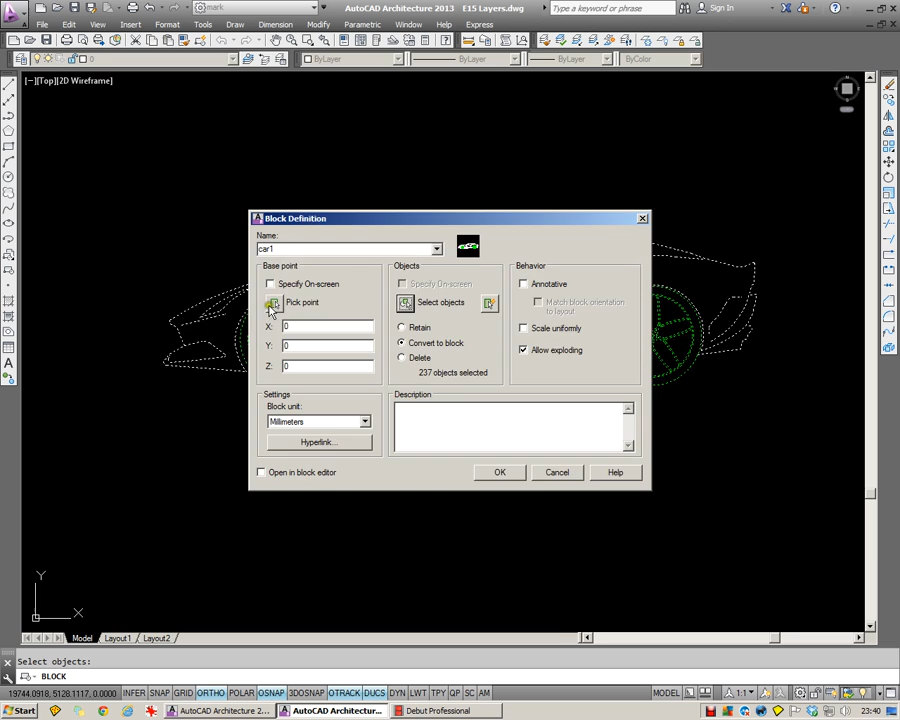 mark
AutoCAD Architecture 2013 E15 Layers.dwg
Type a keyword or phrase
Sign In
File Edit View Insert Format Tools Draw Dimension Modify Parametric Window Help Express
0
ByLayer
ByLayer
ByLayer
ByColor
[−][Top][2D Wireframe]
Block Definition
Name:
car1
Base point
Specify On-screen
Pick point
X: 0
Y: 0
Z: 0
Objects
Specify On-screen
Select objects
Retain
Convert to block
Delete
237 objects selected
Behavior
Annotative
Match block orientation
to layout
Scale uniformly
Allow exploding
Settings
Block unit:
Millimeters
Hyperlink...
Description
Open in block editor
OK
Cancel
Help
Y
X
Model Layout1 Layout2
Select objects:
BLOCK
19744.0918, 5128.1117, 0.0000 INFER SNAP GRID ORTHO POLAR OSNAP 3DOSNAP OTRACK DUCS DYN LWT TPY QP SC AM
MODEL
1:1
Start
AutoCAD Architecture 2...
AutoCAD Architectur...
Debut Professional
23:40